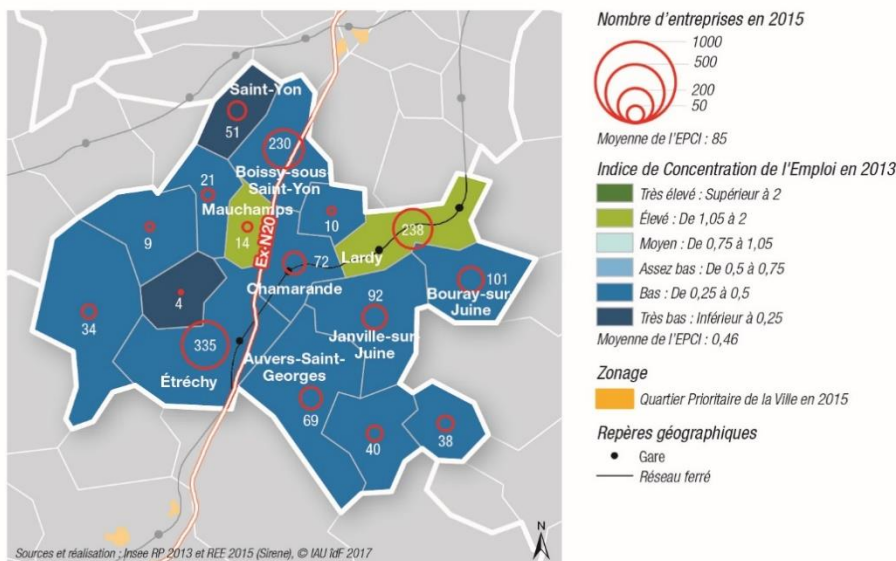 Saint-Yon
51
230
Boissy-sous-
Saint-Yon
21
Mauchamps
9
14
10
Ex-N20
238
Lardy
72
Chamarande
101
Bouray-sur-
Juine
4
34
92
Janville-sur-
Juine
335
Étréchy
Auvers-Saint-
Georges
69
40
38
N
Sources et réalisation : Insee RP 2013 et REE 2015 (Sirene), © IAU îdF 2017
Nombre d'entreprises en 2015
1000
500
200
50
Moyenne de l'EPCI : 85
Indice de Concentration de l'Emploi en 2013
Très élevé : Supérieur à 2
Élevé : De 1,05 à 2
Moyen : De 0,75 à 1,05
Assez bas : De 0,5 à 0,75
Bas : De 0,25 à 0,5
Très bas : Inférieur à 0,25
Moyenne de l'EPCI : 0,46
Zonage
Quartier Prioritaire de la Ville en 2015
Repères géographiques
Gare
Réseau ferré